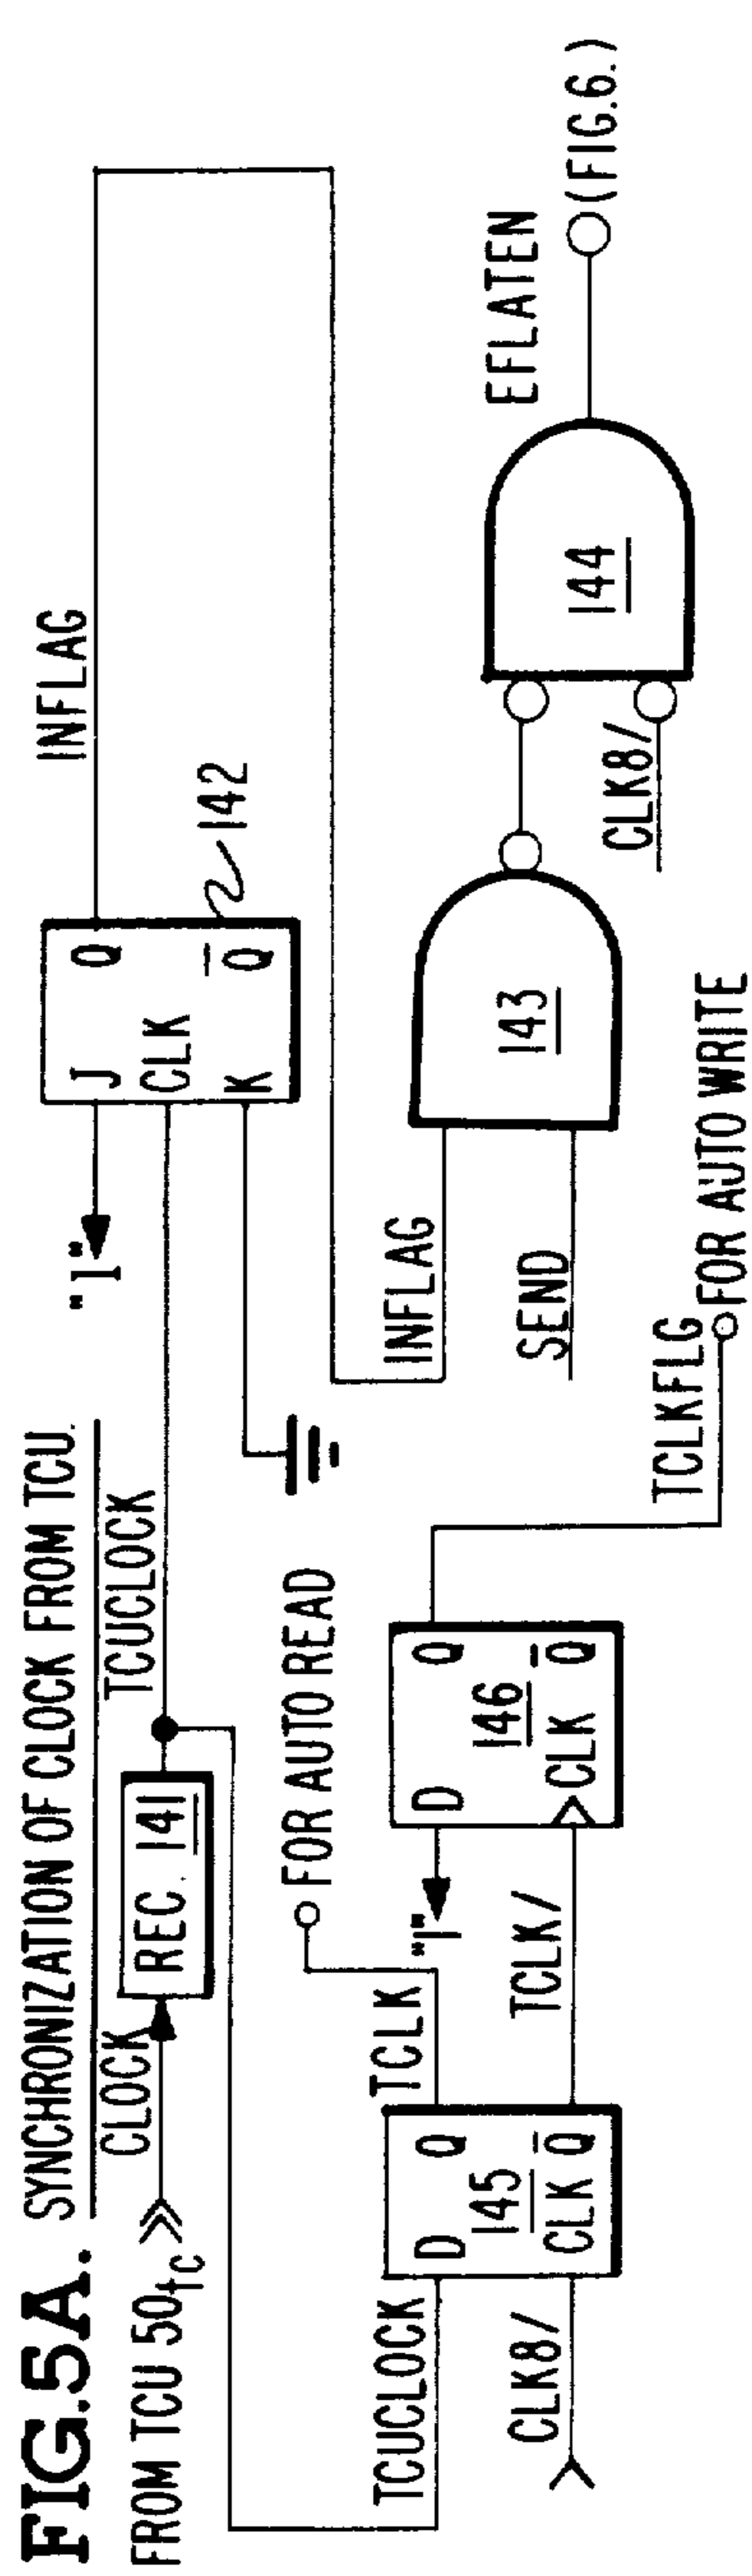 FIG.5A. SYNCHRONIZATION OF CLOCK FROM TCU.
FROM TCU 50tc
CLOCK
REC. 141
TCUCLOCK
"1"
J
Q
CLK
K
Q̅
142
INFLAG
TCUCLOCK
CLK8/
D
Q
145
CLK
Q̅
TCLK
FOR AUTO READ
TCLK/
"1"
D
Q
146
CLK
Q̅
TCLKFLG
FOR AUTO WRITE
INFLAG
SEND
143
CLK8/
144
EFLATEN
(FIG.6.)